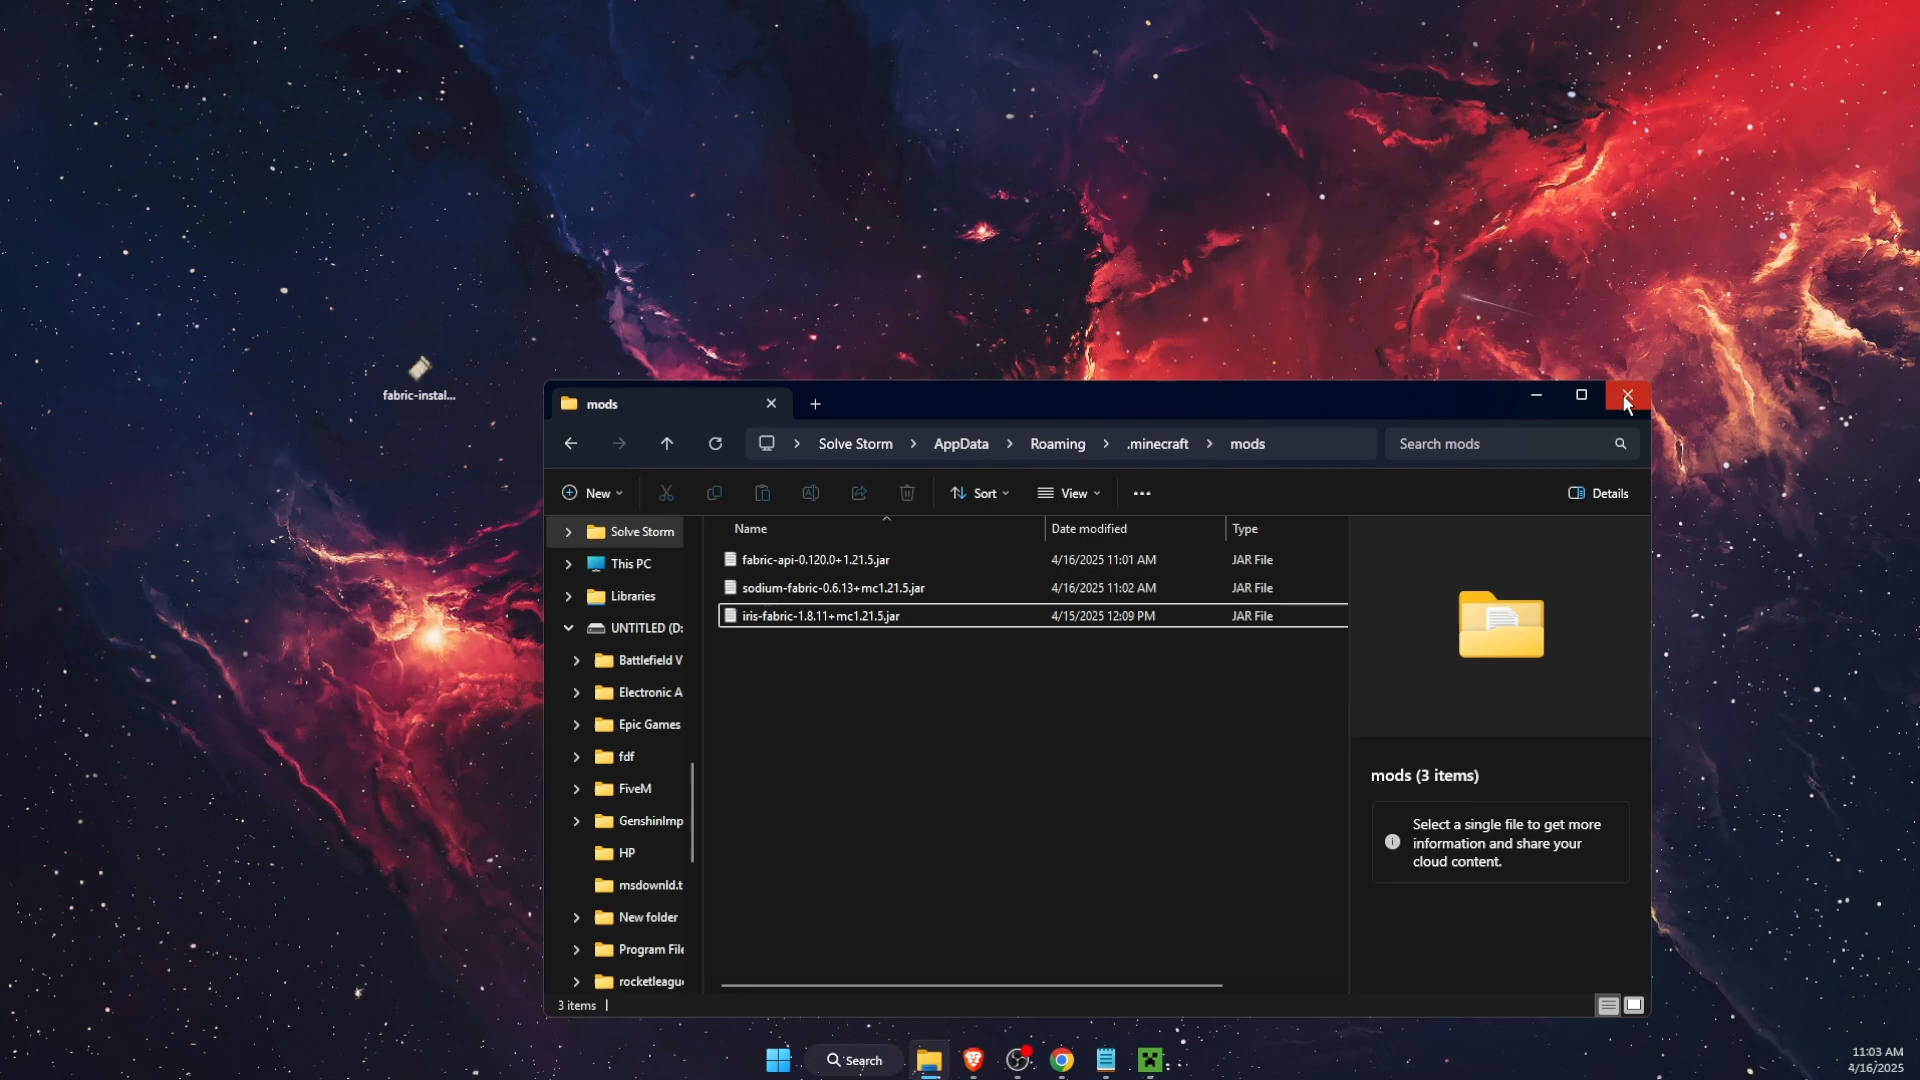 fabric-instal...
mods
Solve Storm
AppData
Roaming
.minecraft
mods
Search mods
New
Sort
View
Details
Name
Date modified
Type
fabric-api-0.120.0+1.21.5.jar
4/16/2025 11:01 AM
JAR File
sodium-fabric-0.6.13+mc1.21.5.jar
4/16/2025 11:02 AM
JAR File
iris-fabric-1.8.11+mc1.21.5.jar
4/15/2025 12:09 PM
JAR File
Solve Storm
This PC
Libraries
UNTITLED (D:
Battlefield V
Electronic A
Epic Games
fdf
FiveM
GenshinImp
HP
msdownld.t
New folder
Program File
rocketleagu
mods (3 items)
Select a single file to get more
information and share your
cloud content.
3 items
Search
11:03 AM
4/16/2025